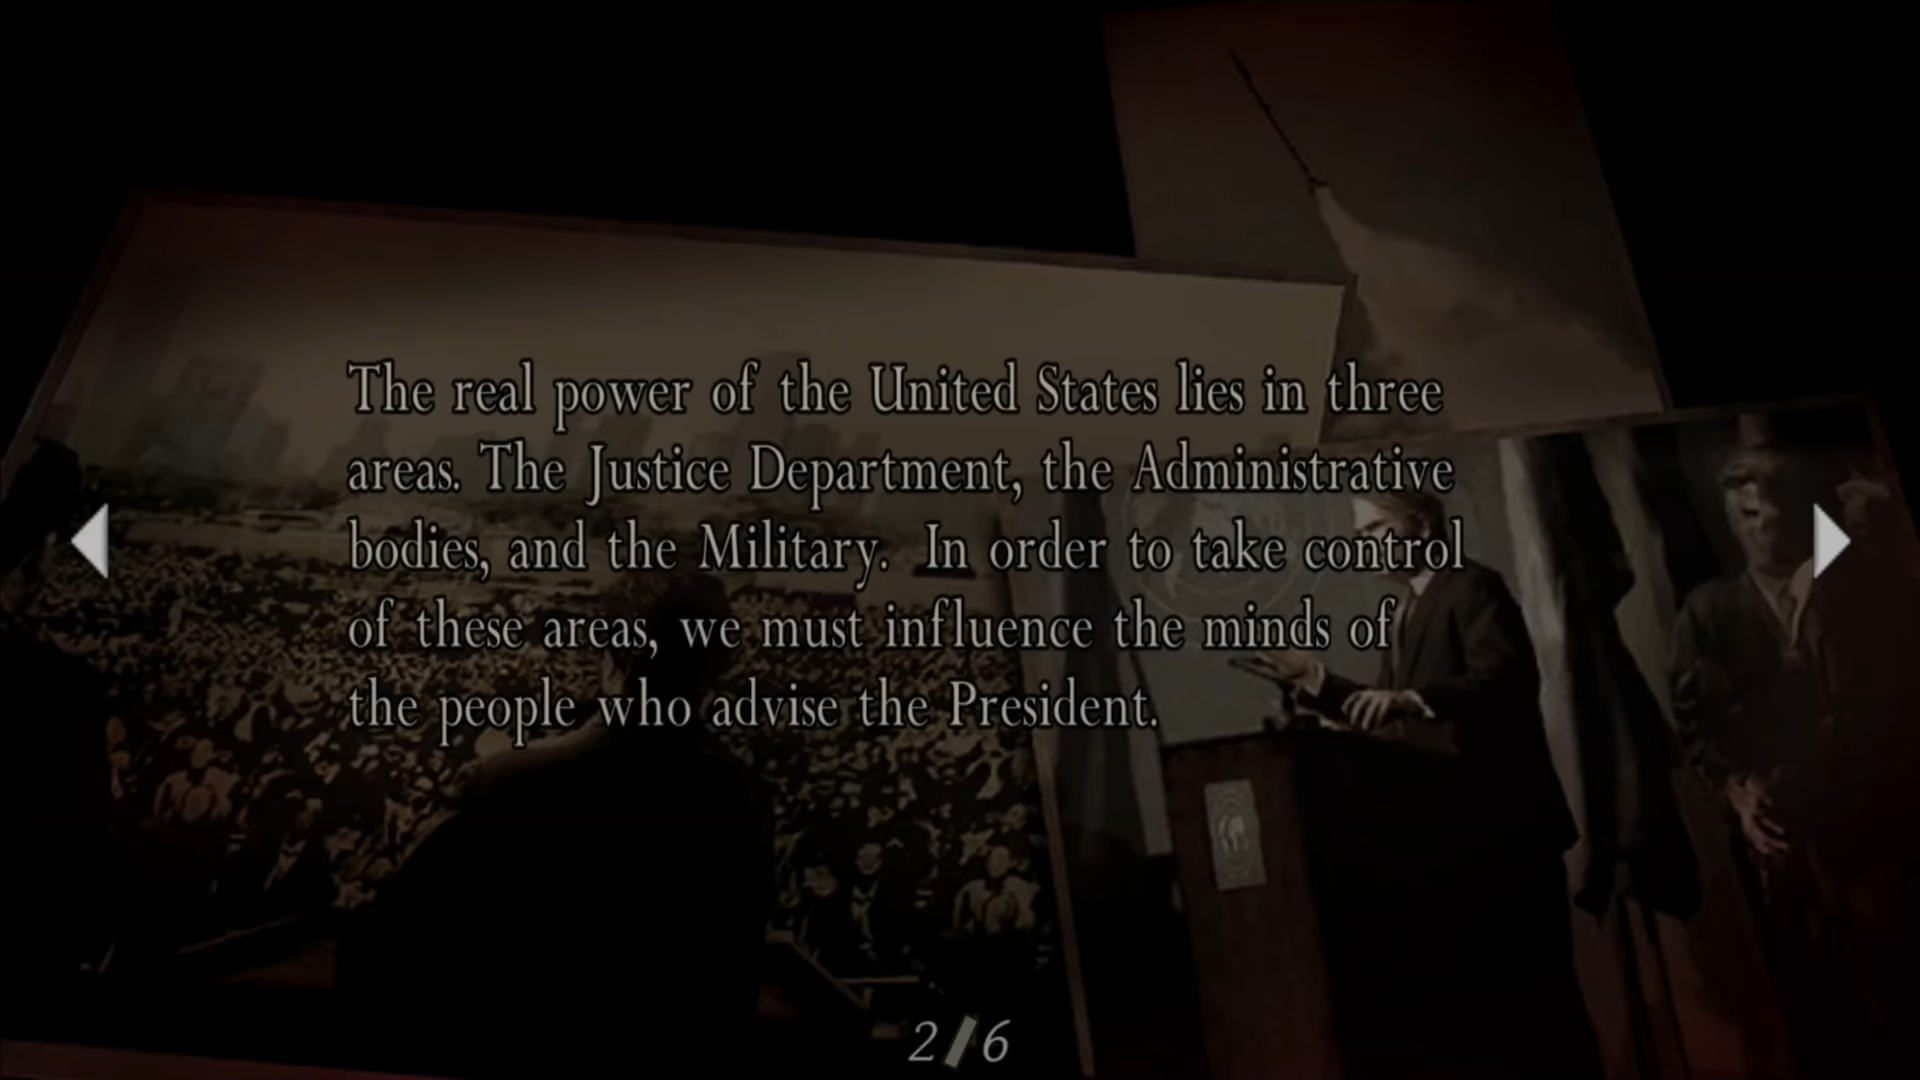 The real power of the United States lies in three
areas. The Justice Department, the Administrative
bodies, and the Military.  In order to take control
of these areas, we must influence the minds of
the people who advise the President.
2/6